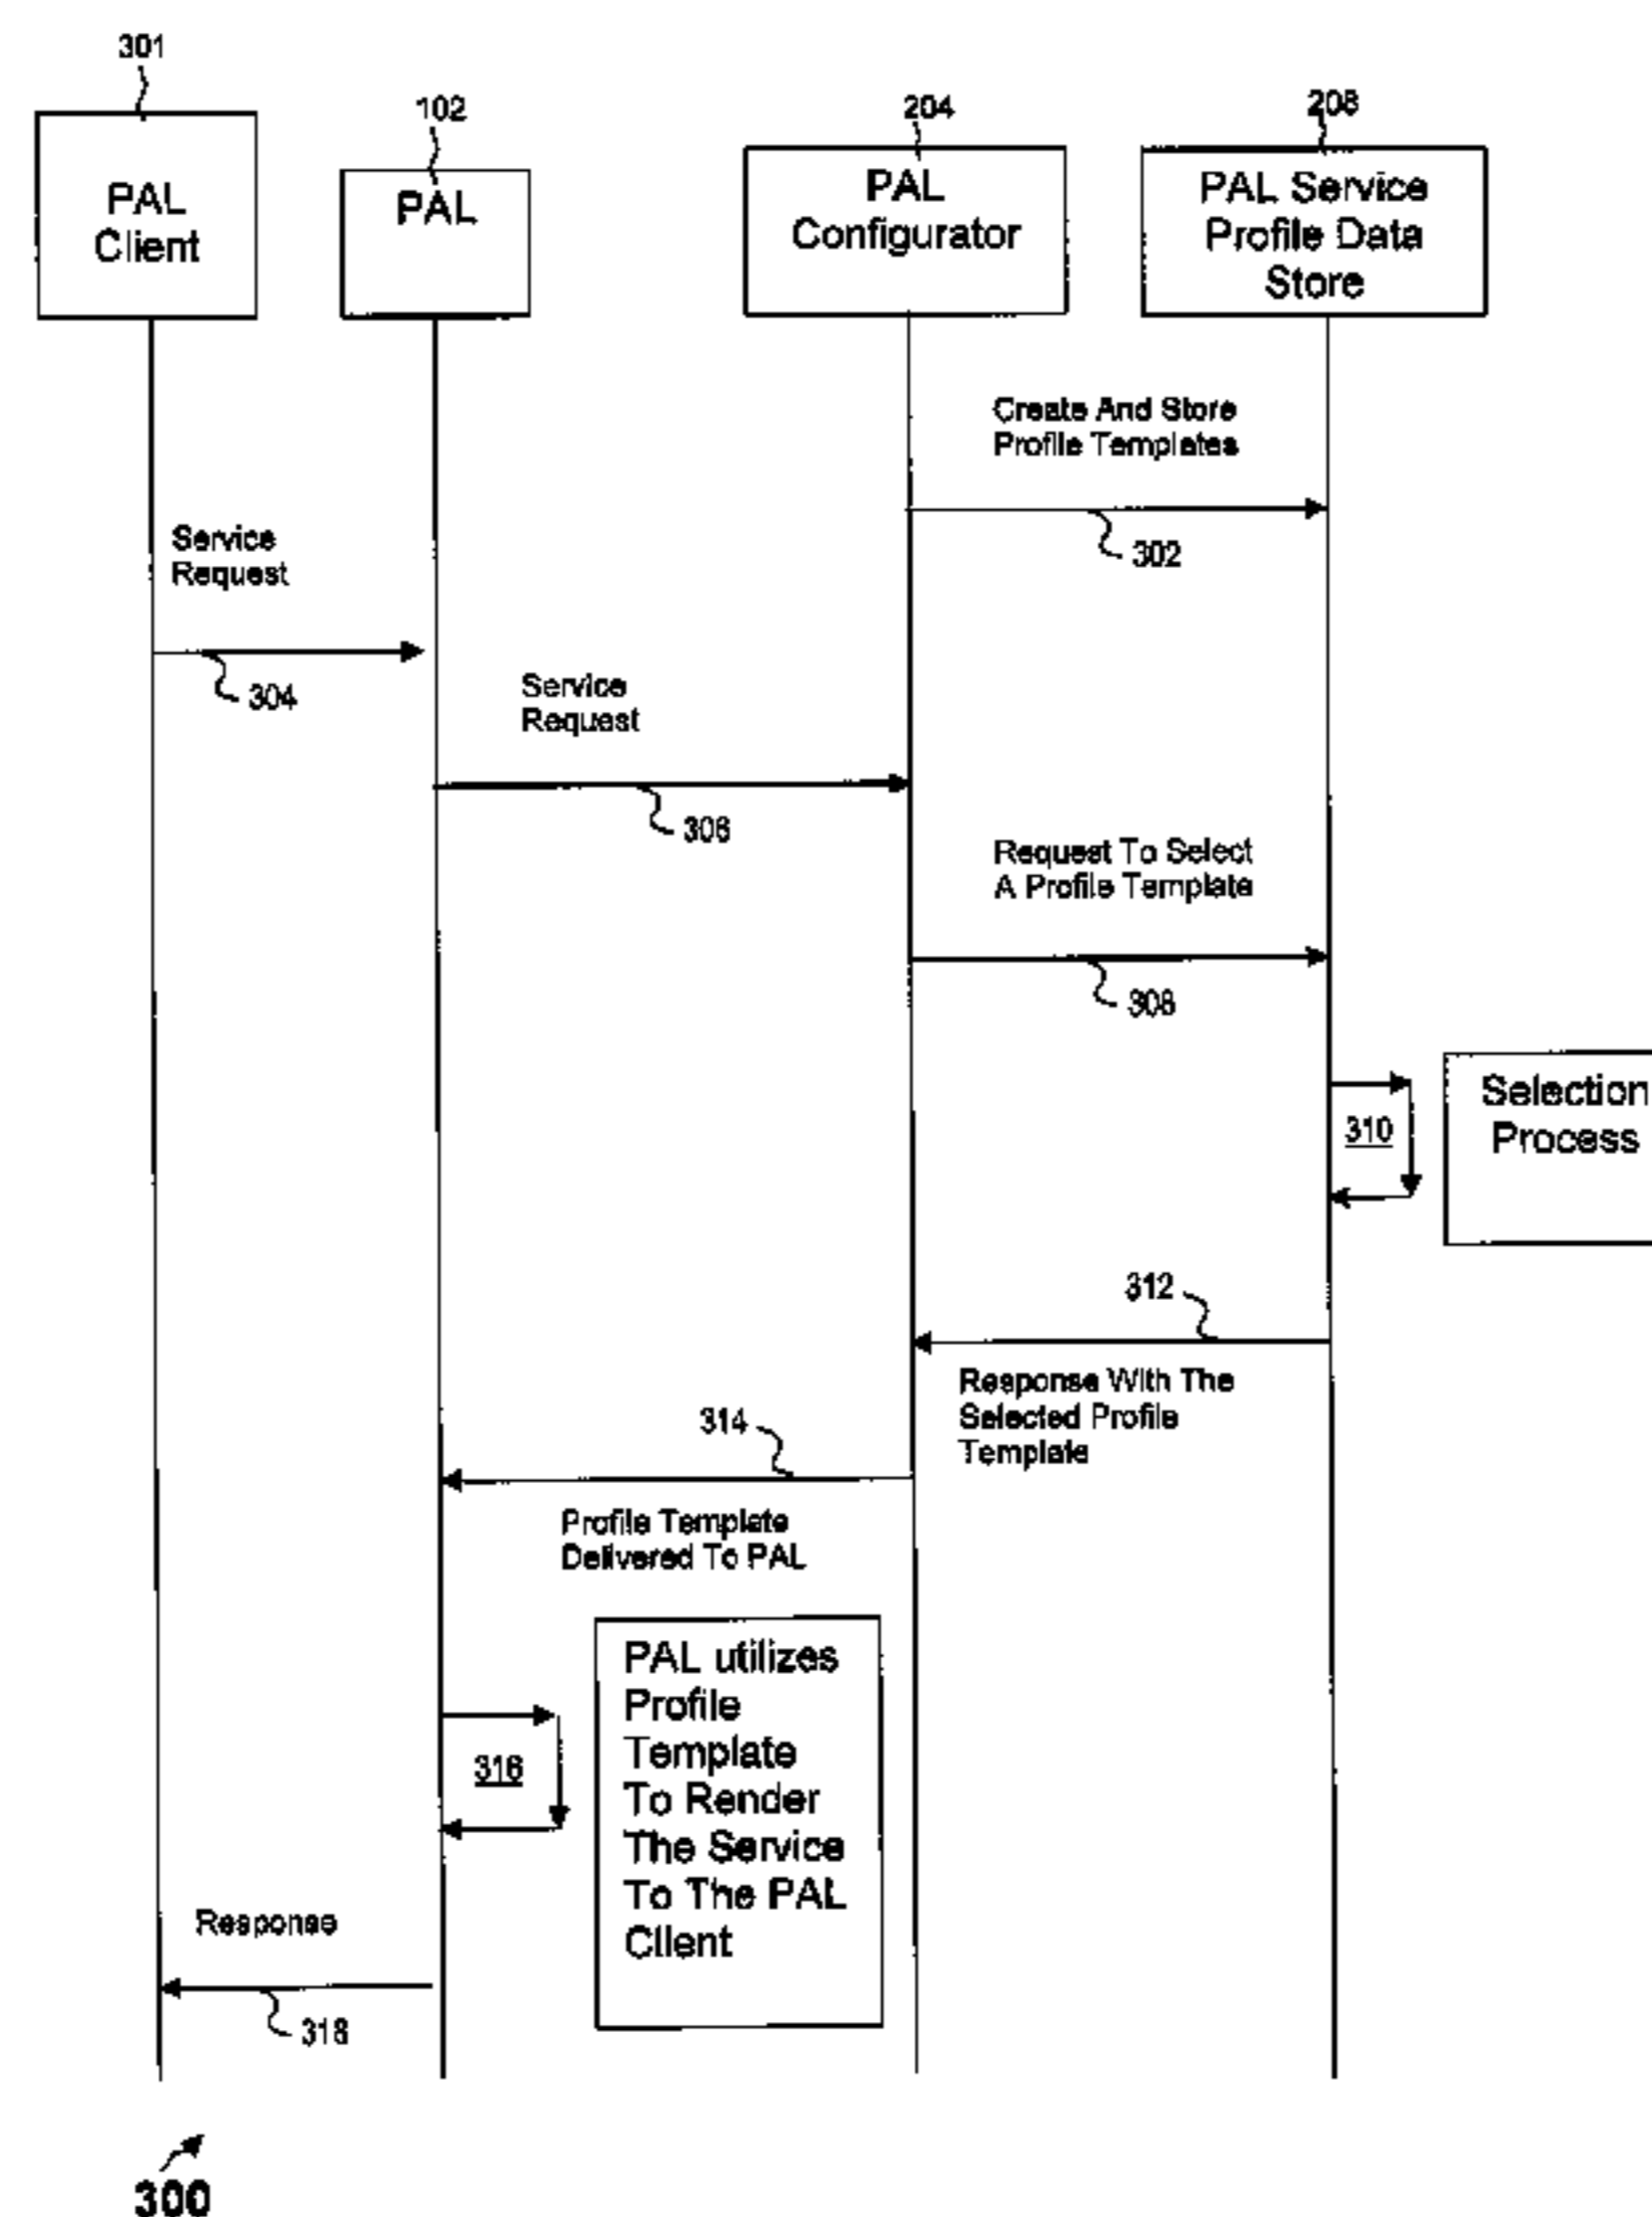 301
102
204
208
PAL
Client
PAL
PAL
Configurator
PAL Service
Profile Data
Store
Create And Store
Profile Templates
302
Service
Request
304
Service
Request
306
Request To Select
A Profile Template
308
310
Selection
Process
312
Response With The
Selected Profile
Template
314
Profile Template
Delivered To PAL
316
PAL utilizes
Profile
Template
To Render
The Service
To The PAL
Client
Response
318
300